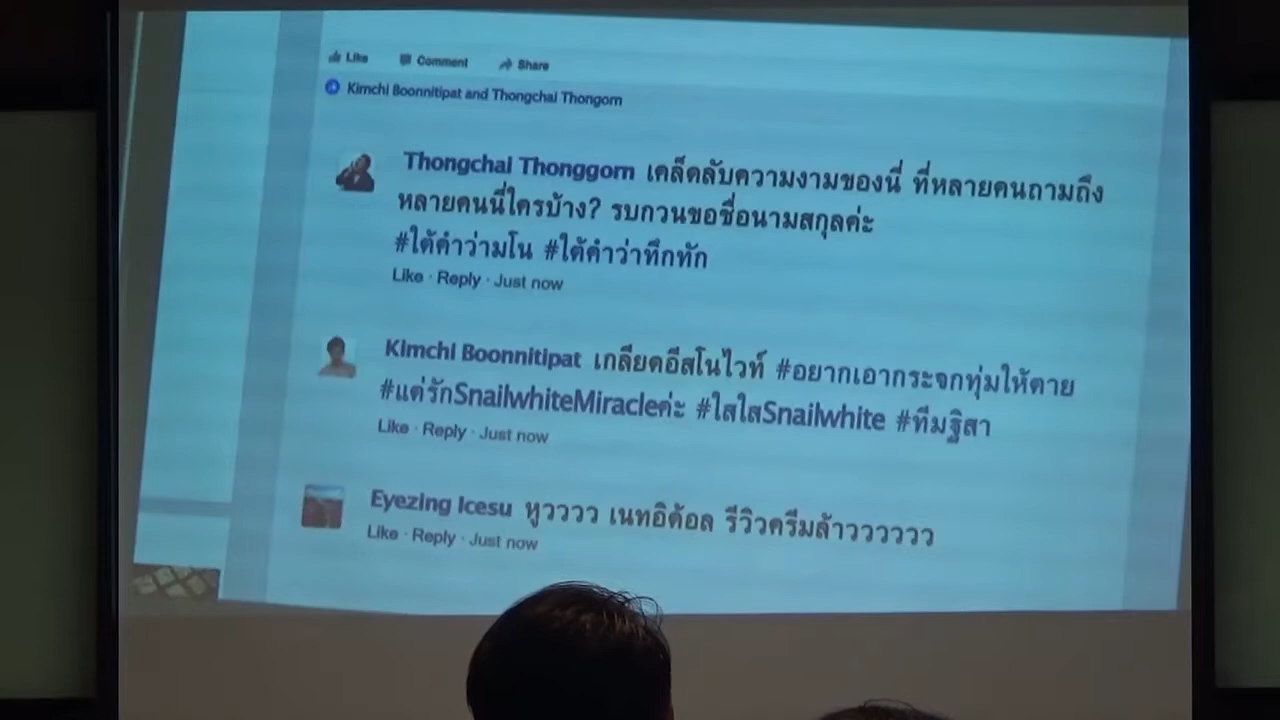 Like Comment Share
Kimchi Boonnitipat and Thongchai Thongorn
Thongchai Thonggorn เคล็ดลับความงามของนี่ ที่หลายคนถามถึง
หลายคนนี่ใครบ้าง? รบกวนขอชื่อนามสกุลค่ะ
#ใต้คำว่ามโน #ใต้คำว่าทึกทัก
Like · Reply · Just now
Kimchi Boonnitipat เกลียดอีสโนไวท์ #อยากเอากระจกทุ่มให้ตาย
#แต่รักSnailwhiteMiracleค่ะ #ใสใสSnailwhite #ทีมฐิสา
Like · Reply · Just now
Eyezing Icesu หูวววว เนทอิด้อล รีวิวครีมล้าวววววว
Like · Reply · Just now